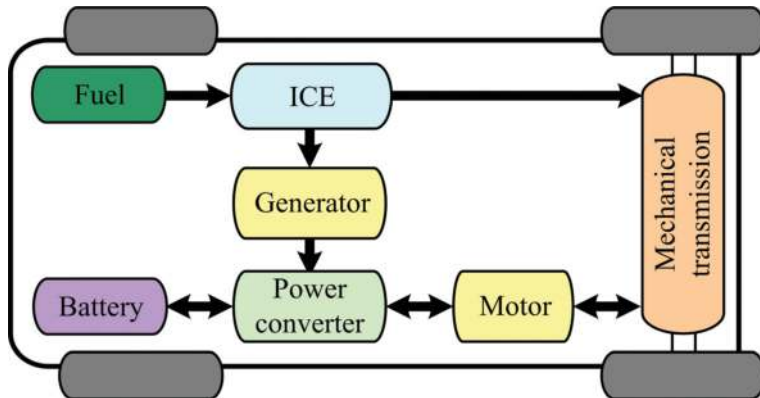 Fuel
ICE
Mechanical
transmission
Generator
Battery
Power
converter
Motor